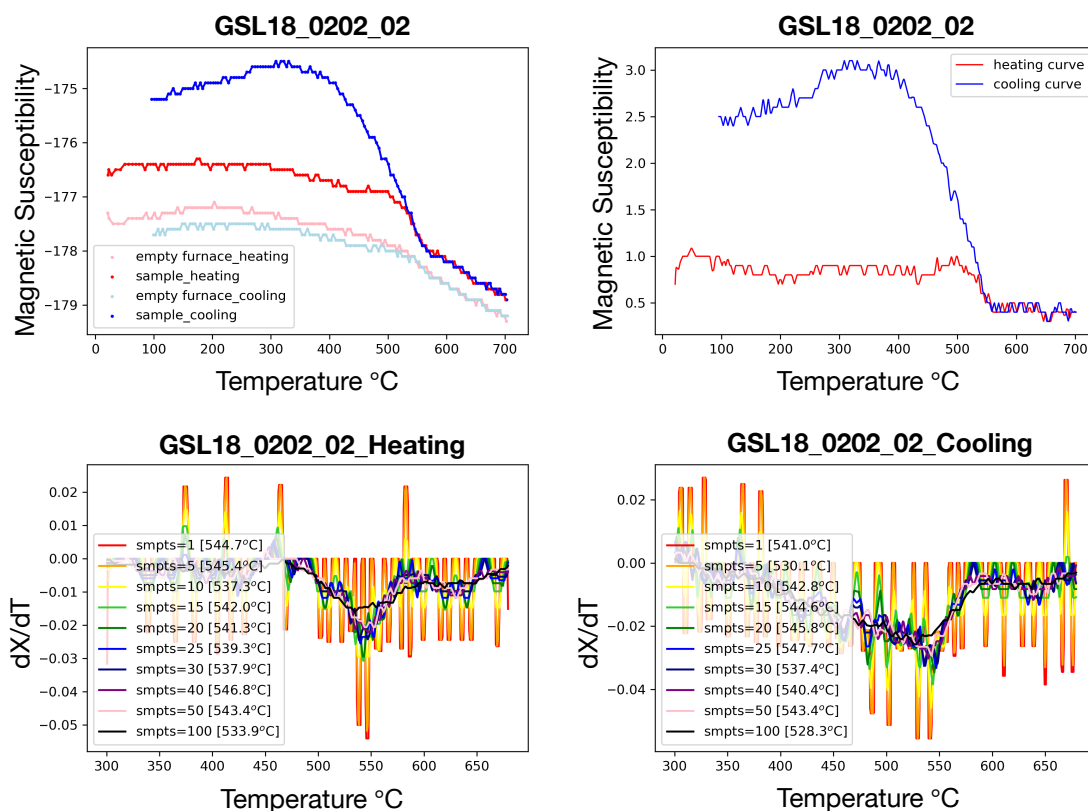 GSL18_0202_02
Magnetic Susceptibility
−175
−176
−177
−178
−179
empty furnace_heating
sample_heating
empty furnace_cooling
sample_cooling
0
100
200
300
400
500
600
700
Temperature °C
GSL18_0202_02
Magnetic Susceptibility
3.0
2.5
2.0
1.5
1.0
0.5
heating curve
cooling curve
0
100
200
300
400
500
600
700
Temperature °C
GSL18_0202_02_Heating
dX/dT
0.02
0.01
0.00
−0.01
−0.02
−0.03
−0.04
−0.05
smpts=1 [544.7°C]
smpts=5 [545.4°C]
smpts=10 [537.3°C]
smpts=15 [542.0°C]
smpts=20 [541.3°C]
smpts=25 [539.3°C]
smpts=30 [537.9°C]
smpts=40 [546.8°C]
smpts=50 [543.4°C]
smpts=100 [533.9°C]
300
350
400
450
500
550
600
650
Temperature °C
GSL18_0202_02_Cooling
dX/dT
0.02
0.00
−0.02
−0.04
smpts=1 [541.0°C]
smpts=5 [530.1°C]
smpts=10 [542.8°C]
smpts=15 [544.6°C]
smpts=20 [545.8°C]
smpts=25 [547.7°C]
smpts=30 [537.4°C]
smpts=40 [540.4°C]
smpts=50 [543.4°C]
smpts=100 [528.3°C]
300
350
400
450
500
550
600
650
Temperature °C